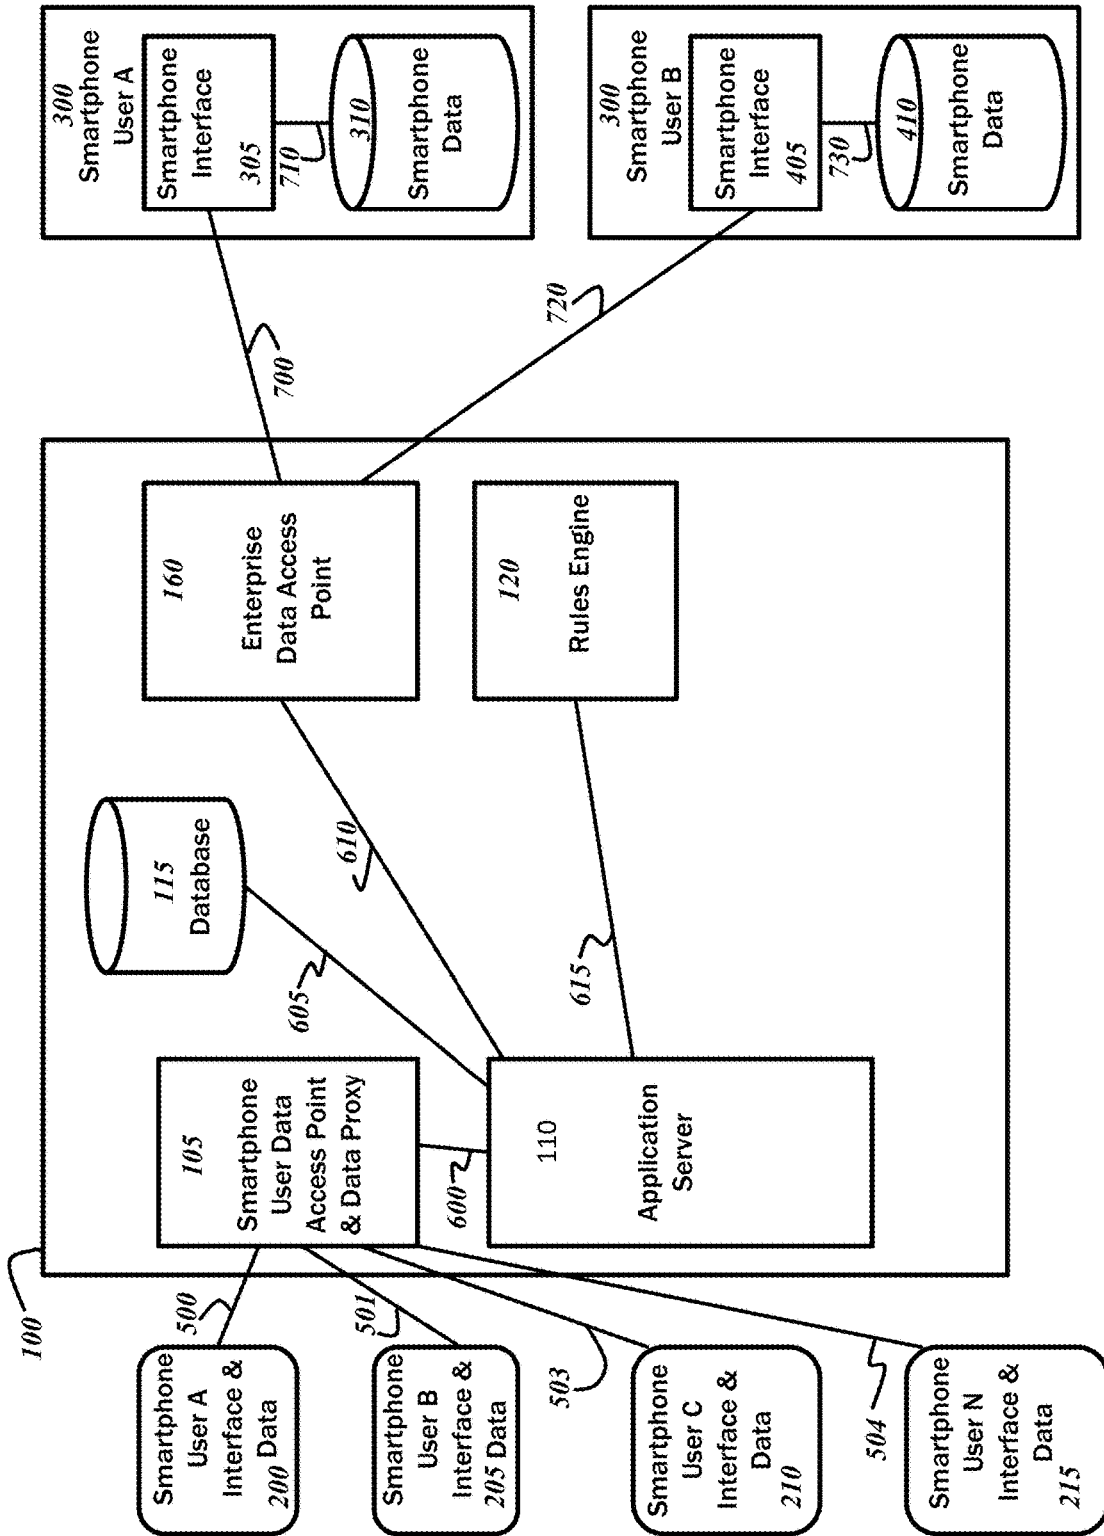 100
Smartphone
User A
Interface &
Data
200
500
Smartphone
User B
Interface &
205 Data
501
Smartphone
User C
Interface &
Data
210
503
Smartphone
User N
Interface &
Data
215
504
105
Smartphone
User Data
Access Point
& Data Proxy
600
110
Application
Server
605
115
Database
610
615
160
Enterprise
Data Access
Point
120
Rules Engine
700
720
300
Smartphone
User A
Smartphone
Interface
305
710
310
Smartphone
Data
300
Smartphone
User B
Smartphone
Interface
405
730
410
Smartphone
Data